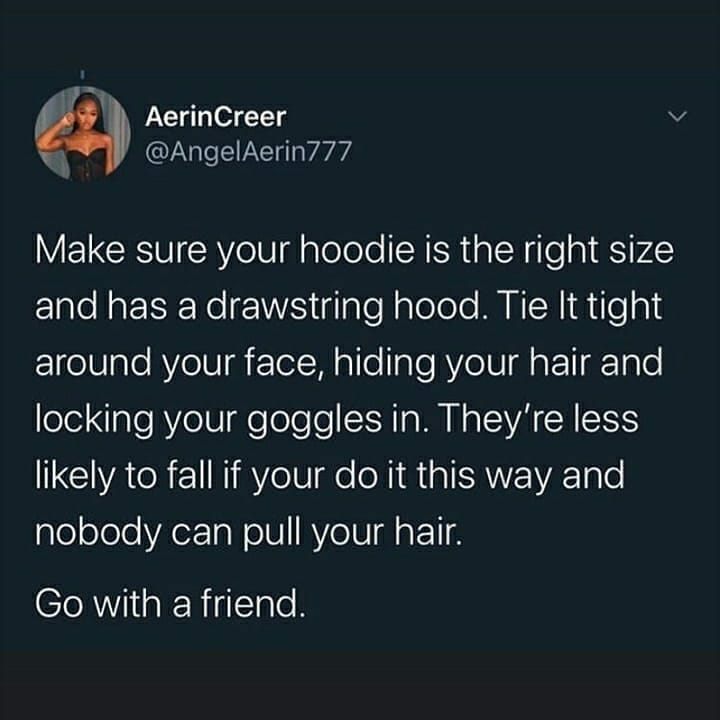 AerinCreer
@AngelAerin777
Make sure your hoodie is the right size
and has a drawstring hood. Tie It tight
around your face, hiding your hair and
locking your goggles in. They're less
likely to fall if your do it this way and
nobody can pull your hair.
Go with a friend.